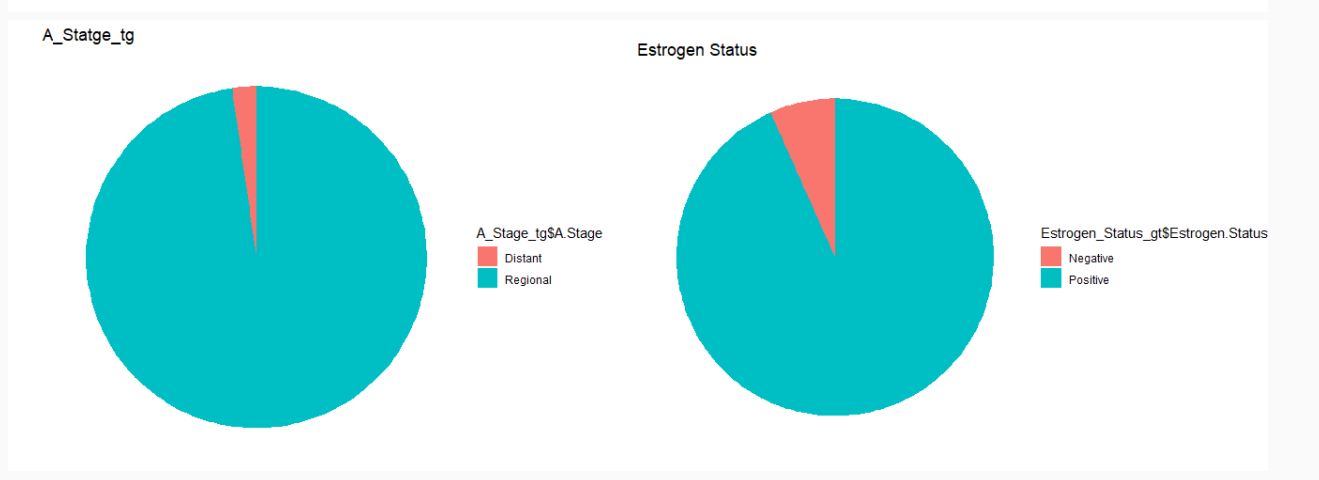 A_Statge_tg
A_Stage_tg$A.Stage
Distant
Regional
Estrogen Status
Estrogen_Status_gt$Estrogen.Status
Negative
Positive